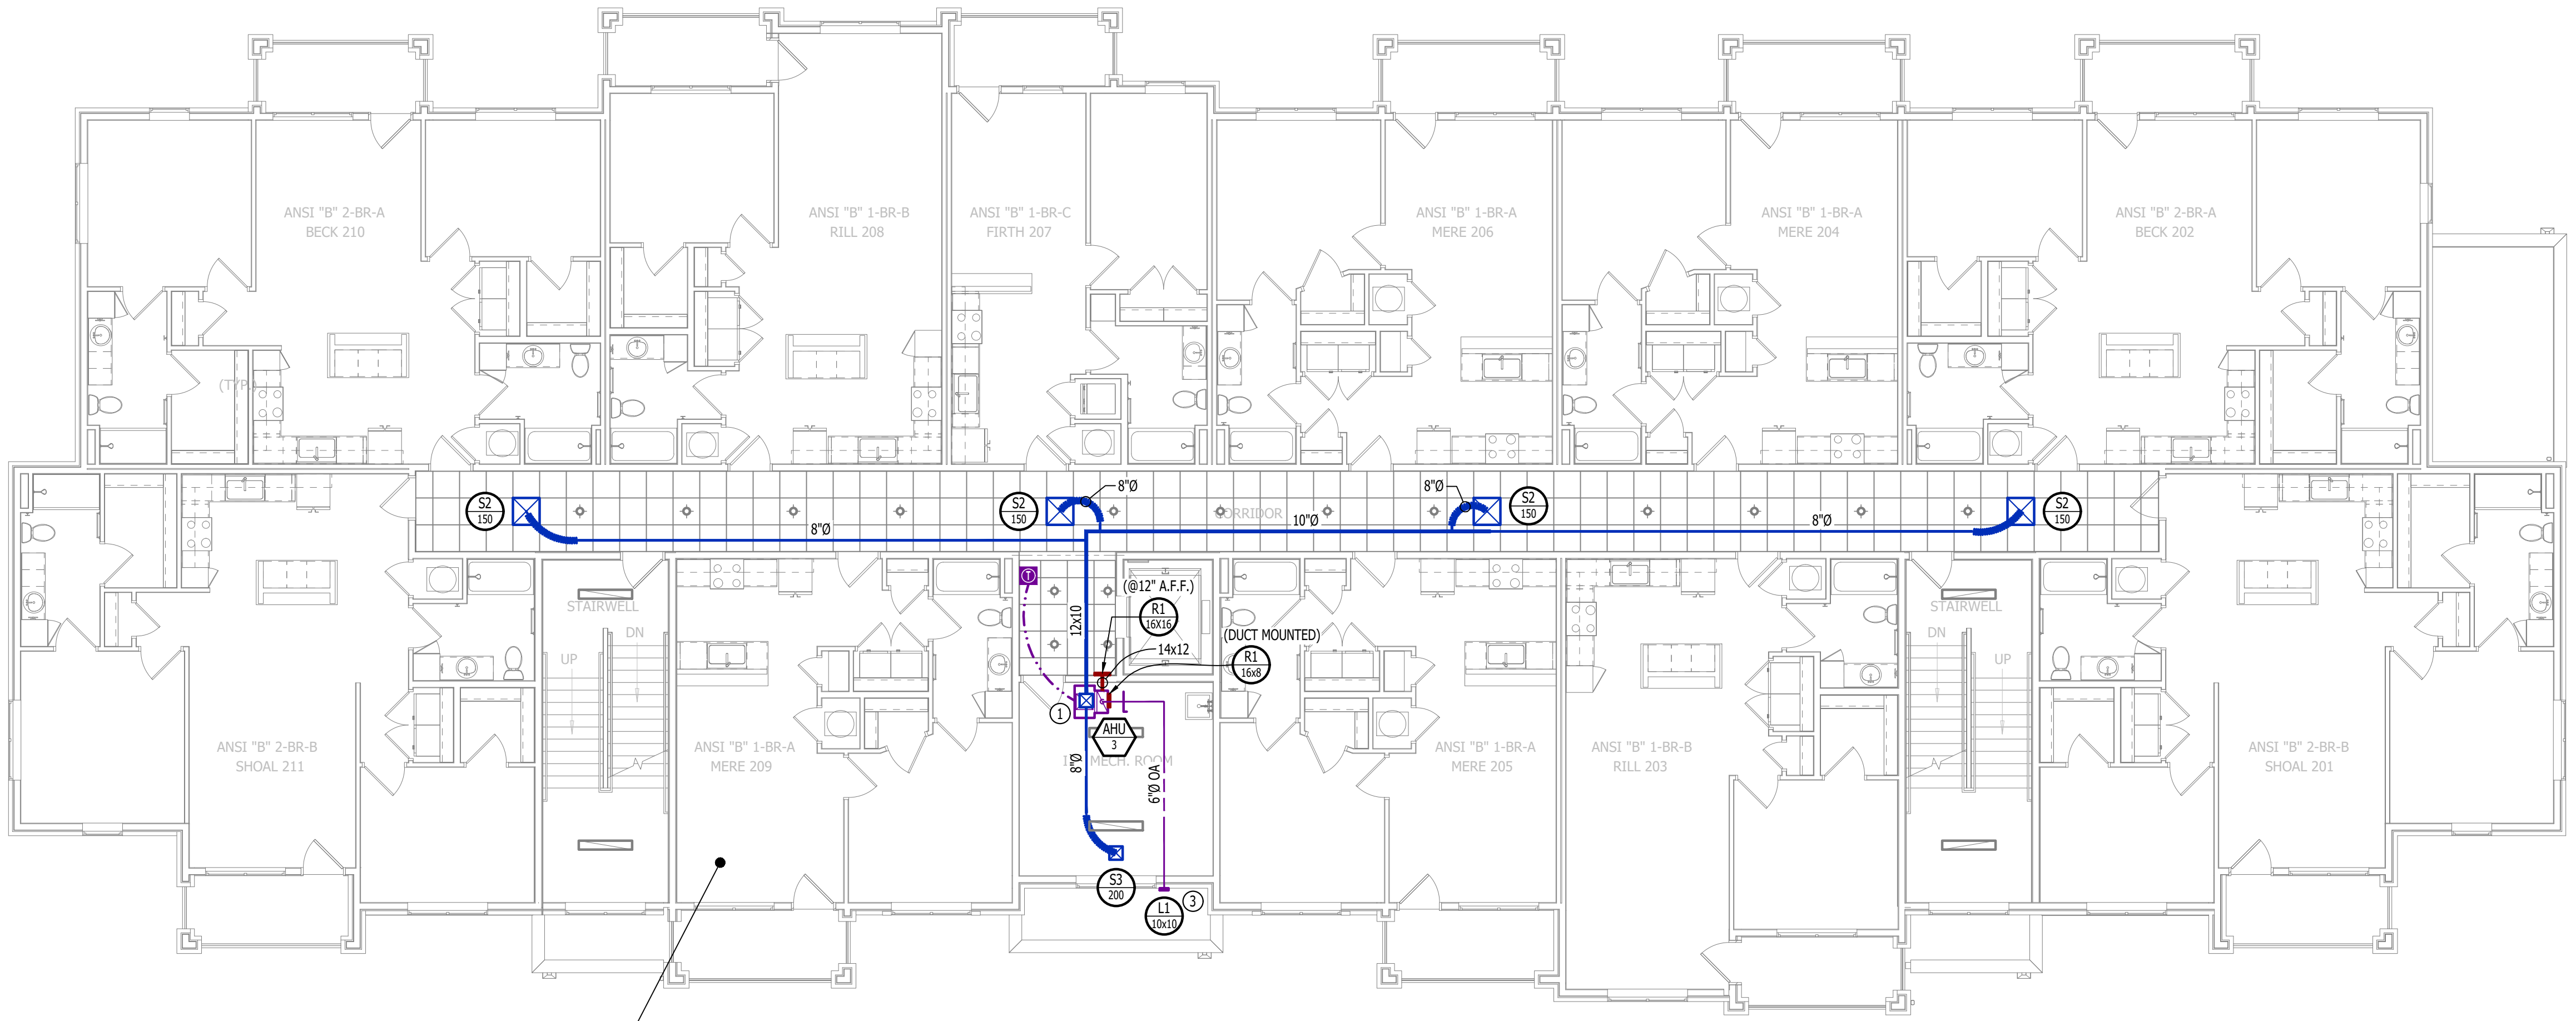 ANSI "B" 2-BR-A
BECK 210
ANSI "B" 1-BR-B
RILL 208
ANSI "B" 1-BR-C
FIRTH 207
ANSI "B" 1-BR-A
MERE 206
ANSI "B" 1-BR-A
MERE 204
ANSI "B" 2-BR-A
BECK 202
(TYP.)
S2
150
8"Ø
S2
150
8"Ø
8"Ø
S2
150
CORRIDOR
10"Ø
8"Ø
S2
150
T
(@12" A.F.F.)
R1
16X16
12x10
(DUCT MOUNTED)
14x12
R1
16x8
STAIRWELL
DN
UP
STAIRWELL
DN
UP
1
AHU
3
MECH. ROOM
8"Ø
6"Ø OA
ANSI "B" 2-BR-B
SHOAL 211
ANSI "B" 1-BR-A
MERE 209
ANSI "B" 1-BR-A
MERE 205
ANSI "B" 1-BR-B
RILL 203
ANSI "B" 2-BR-B
SHOAL 201
S3
200
L1
10x10
3